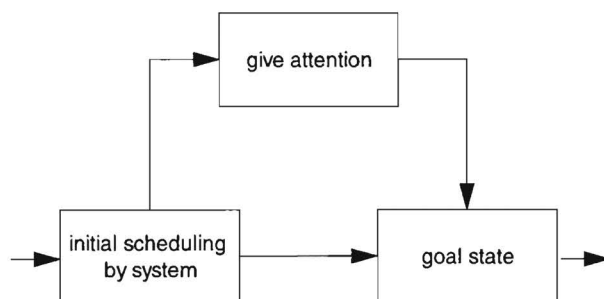 give attention
initial scheduling
by system
goal state